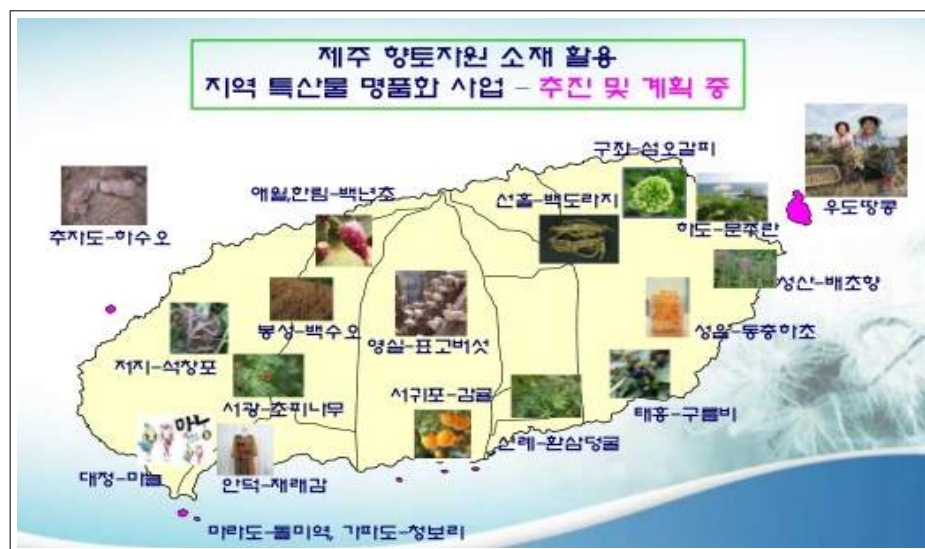 제주 향토자원 소재 활용
지역 특산물 명품화 사업 – 추진 및 계획 중
구좌-섬오갈피
애월,한림-백년초
선흘-백도라지
우도땅콩
추자도-하수오
하도-문주란
성산-배초향
봉성-백수오
영실-표고버섯
성읍-동충하초
저지-석창포
서광-초피나무
서귀포-감귤
태흥-구름비
신례-환삼덩굴
마늘
대정-마늘
안덕-재래감
마라도-돌미역, 가파도-청보리